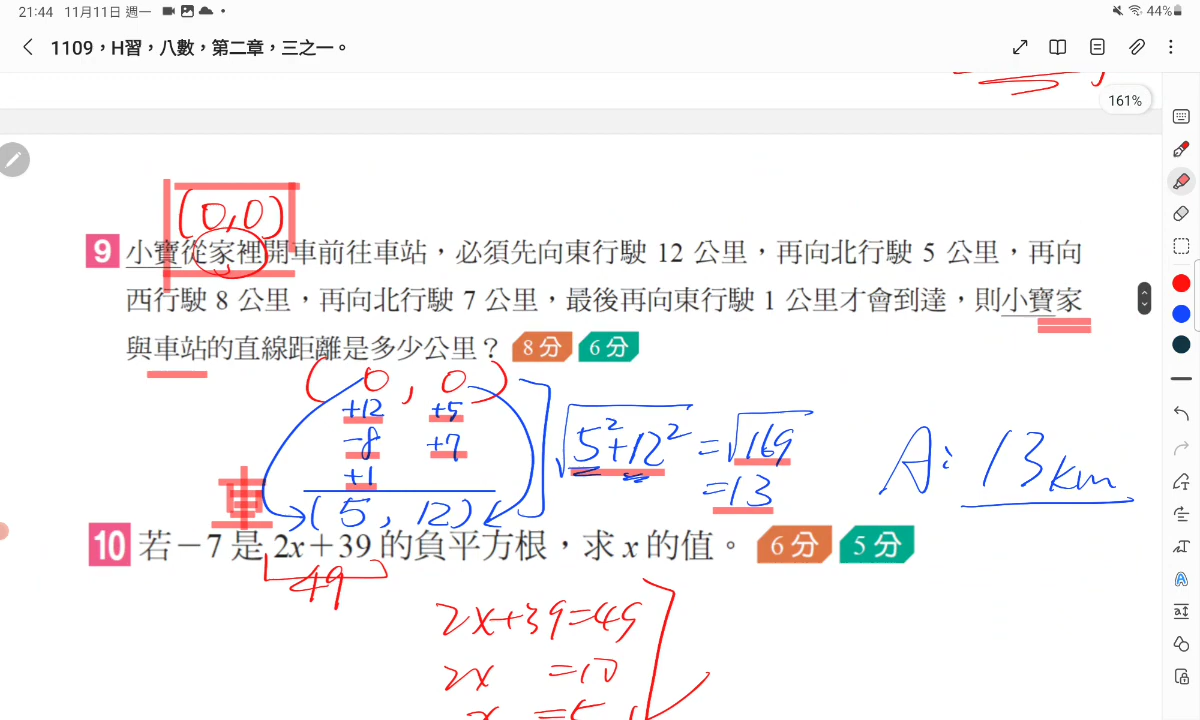 21:44 11月11日 週一 44%
1109，H習，八數，第二章，三之一。
161%
(0,0)
9 小寶從家裡開車前往車站，必須先向東行駛 12 公里，再向北行駛 5 公里，再向
西行駛 8 公里，再向北行駛 7 公里，最後再向東行駛 1 公里才會到達，則小寶家
與車站的直線距離是多少公里？ 8 分 6 分
(0, 0)
+12 +5
-8 +7
+1
車 (5, 12)
√5²+12² = √169
=13
A: 13km
10 若－7 是 2x＋39 的負平方根，求 x 的值。 6 分 5 分
49
2x+39=49
2x =10
x =5